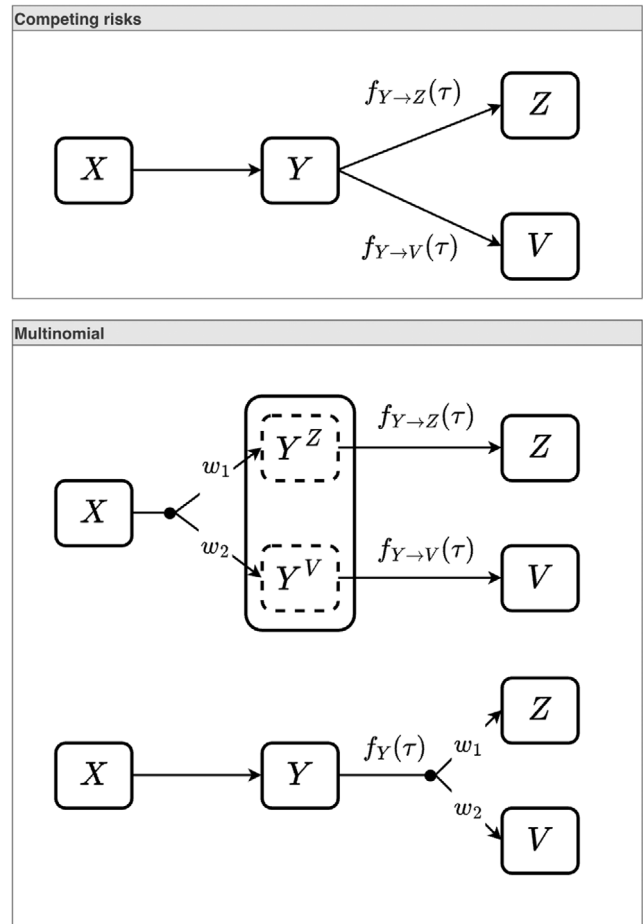 Competing risks
f_{Y→Z}(τ)
Z
X
Y
f_{Y→V}(τ)
V
Multinomial
f_{Y→Z}(τ)
Y^Z
Z
w_1
X
w_2
f_{Y→V}(τ)
Y^V
V
Z
f_Y(τ)
w_1
X
Y
w_2
V